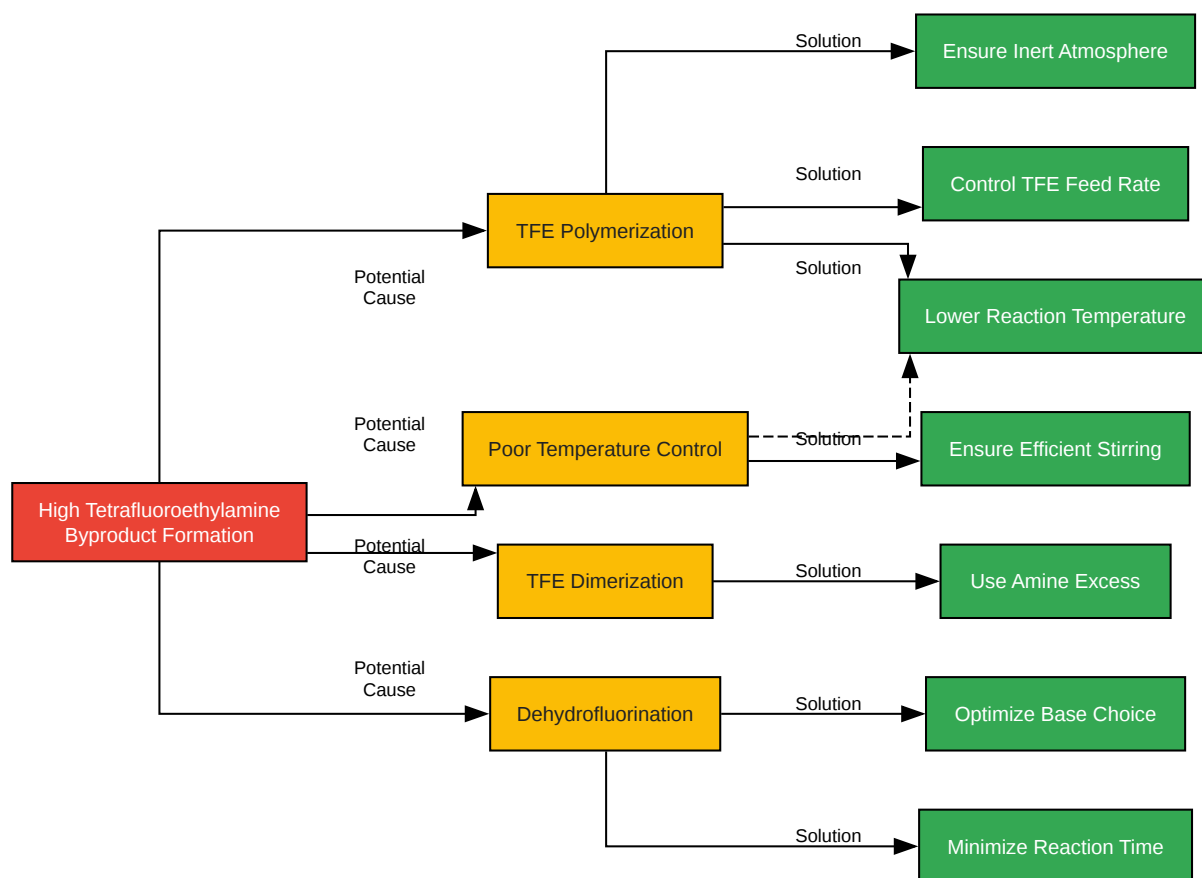 Solution
Ensure Inert Atmosphere
Solution
Control TFE Feed Rate
TFE Polymerization
Solution
Potential
Cause
Lower Reaction Temperature
Potential
Cause
Poor Temperature Control
Solution
Ensure Efficient Stirring
High Tetrafluoroethylamine
Byproduct Formation
Potential
Cause
TFE Dimerization
Solution
Use Amine Excess
Potential
Cause
Dehydrofluorination
Solution
Optimize Base Choice
Solution
Minimize Reaction Time